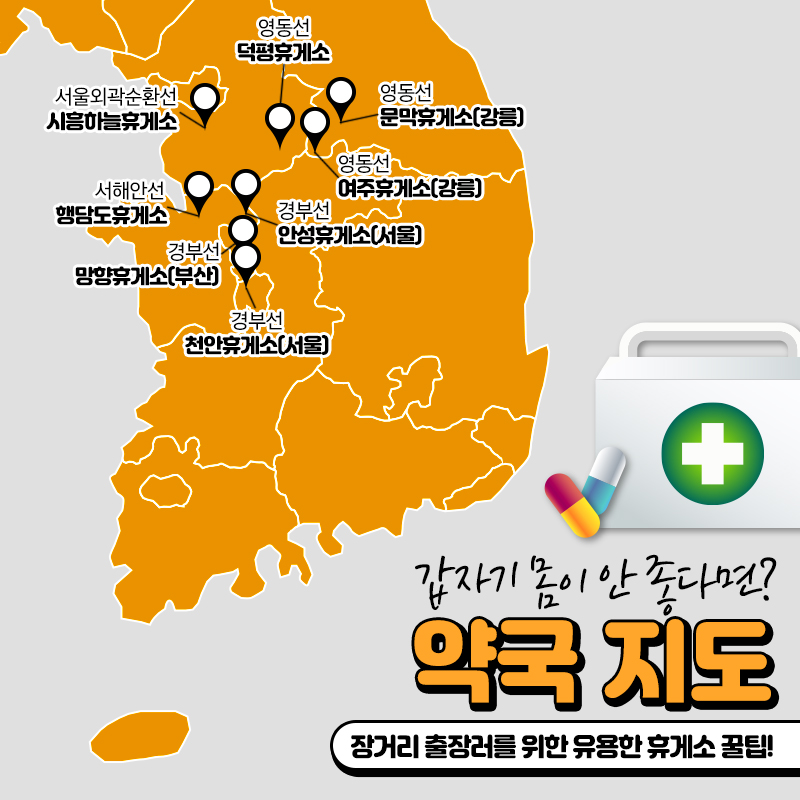 영동선
덕평휴게소
서울외곽순환선
시흥하늘휴게소
영동선
문막휴게소(강릉)
영동선
여주휴게소(강릉)
서해안선
행담도휴게소
경부선
안성휴게소(서울)
경부선
망향휴게소(부산)
경부선
천안휴게소(서울)
갑자기 몸이 안 좋다면?
약국 지도
장거리 출장러를 위한 유용한 휴게소 꿀팁!